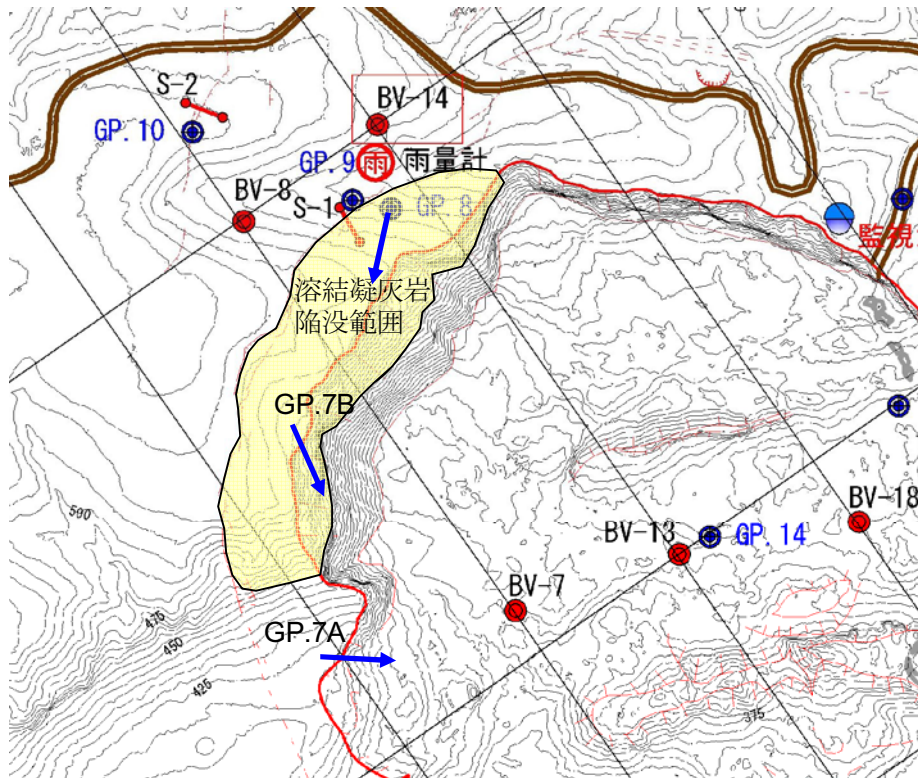 S-2
BV-14
GP. 10
GP. 9
雨
雨量計
BV-8
S-1
GP. 8
監視
溶結凝灰岩
陥没範囲
GP.7B
590
BV-18
BV-13
GP. 14
BV-7
475
450
GP.7A
425
375